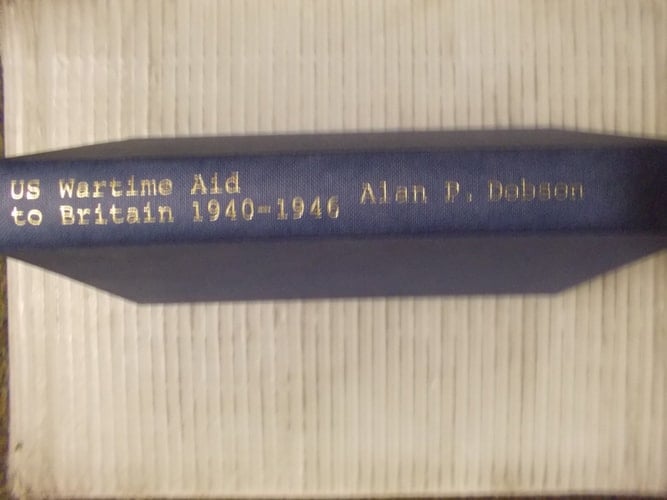 US Wartime Aid
to Britain 1940-1946
Alan P. Dobson